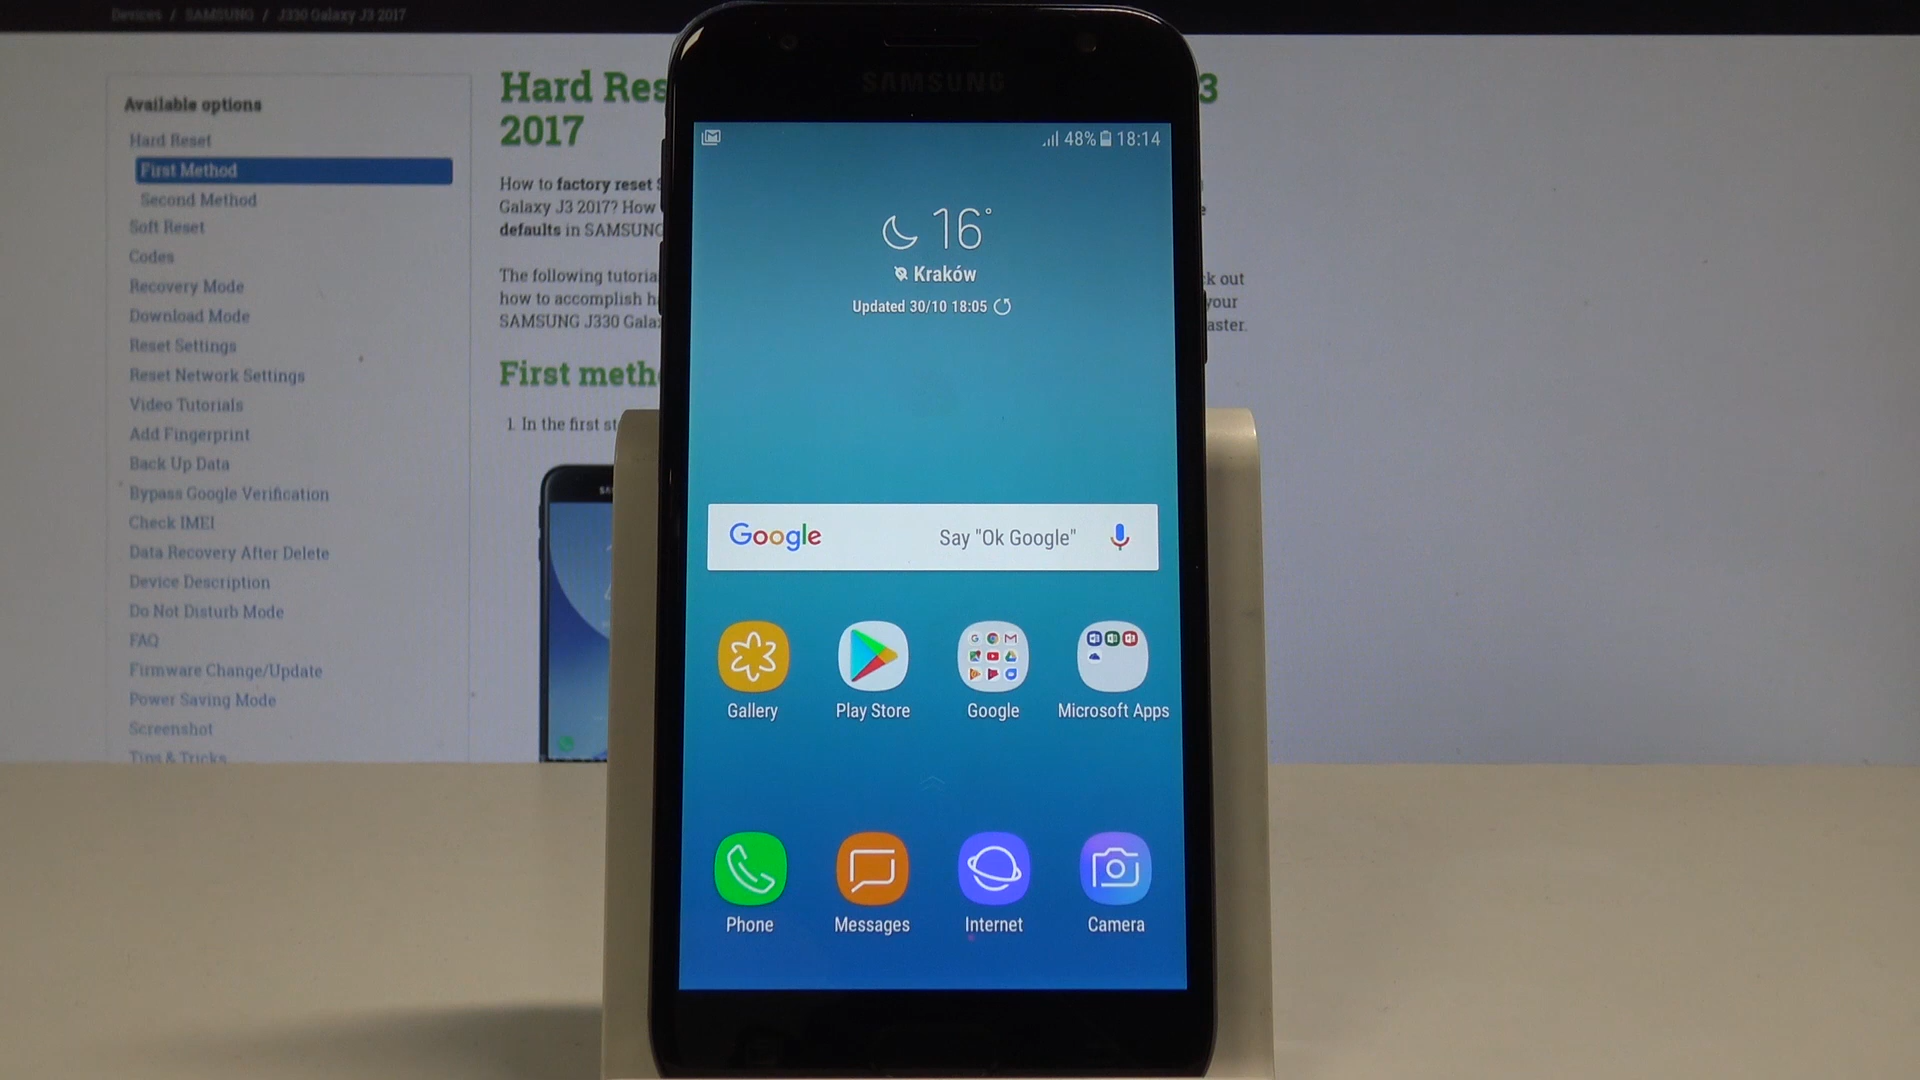 Devices / SAMSUNG / J330 Galaxy J3 2017
Available options
Hard Reset
First Method
Second Method
Soft Reset
Codes
Recovery Mode
Download Mode
Reset Settings
Reset Network Settings
Video Tutorials
Add Fingerprint
Back Up Data
Bypass Google Verification
Check IMEI
Data Recovery After Delete
Device Description
Do Not Disturb Mode
FAQ
Firmware Change/Update
Power Saving Mode
Screenshot
Tips & Tricks
Hard Res 3
2017
How to factory reset
Galaxy J3 2017? How
defaults in SAMSUNG
The following tutoria ck out
how to accomplish h your
SAMSUNG J330 Gala aster.
First meth
1. In the first st
SAMSUNG
48% 18:14
16°
Kraków
Updated 30/10 18:05
Google Say "Ok Google"
Gallery Play Store Google Microsoft Apps
Phone Messages Internet Camera